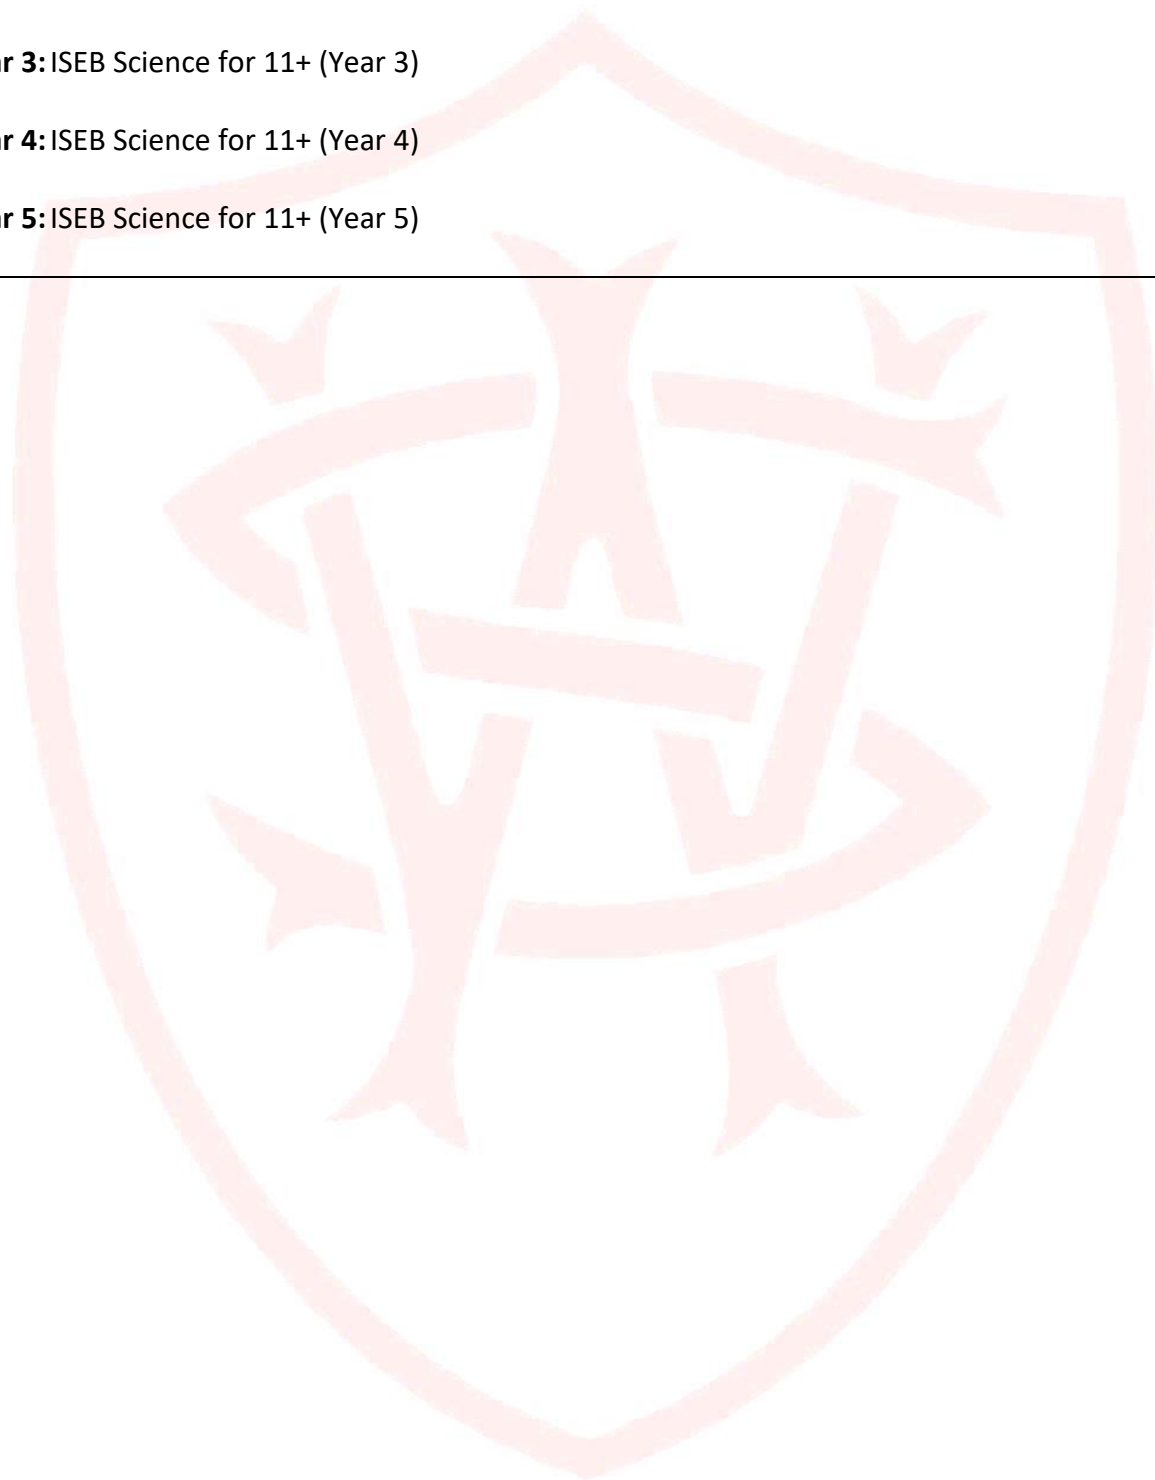 ar 3: ISEB Science for 11+ (Year 3)
ar 4: ISEB Science for 11+ (Year 4)
ar 5: ISEB Science for 11+ (Year 5)